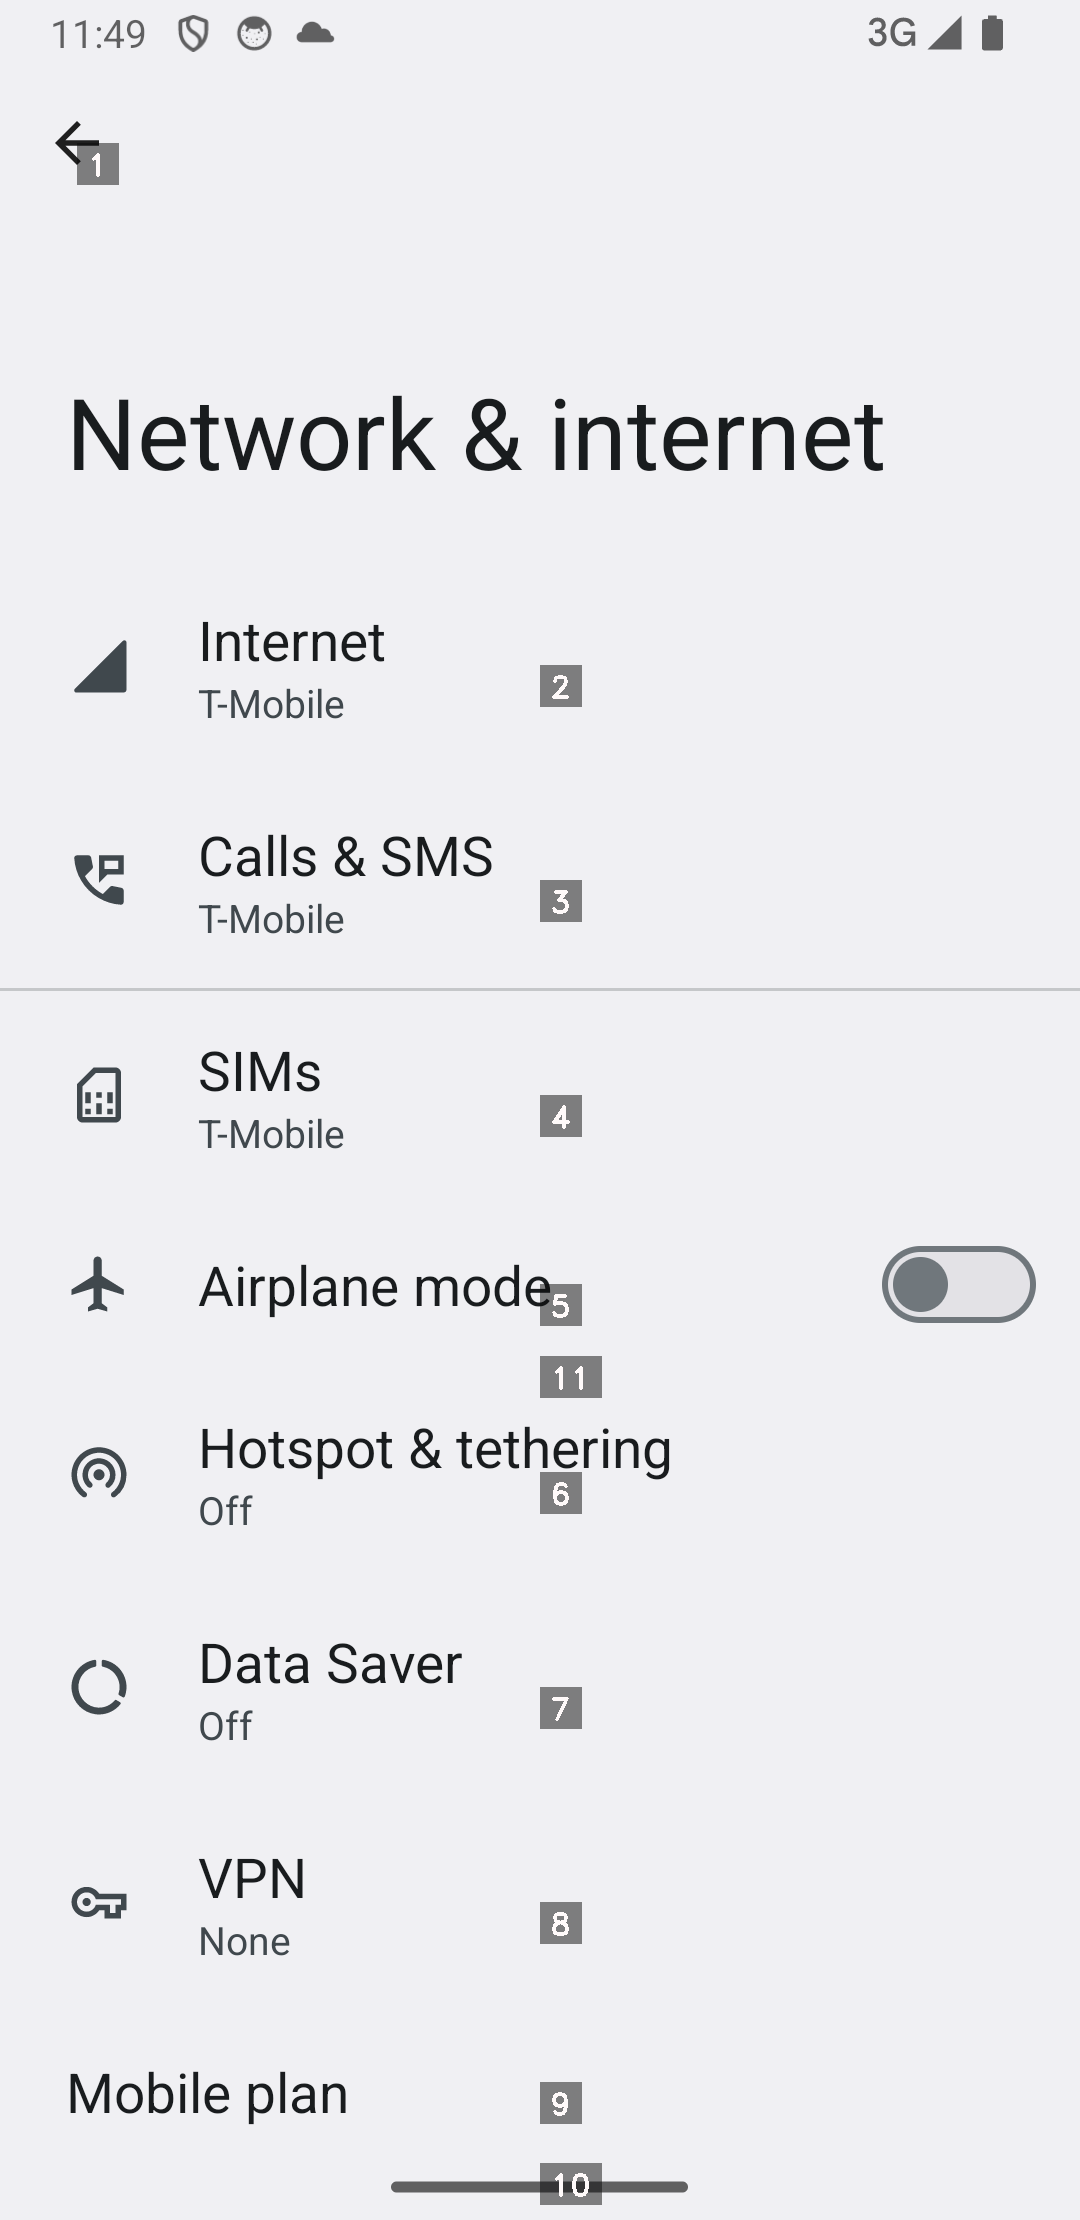 11:49 3G
1
Network & internet
Internet
T-Mobile
2
Calls & SMS
T-Mobile
3
SIMs
T-Mobile
4
Airplane mode
5
11
Hotspot & tethering
Off
6
Data Saver
Off
7
VPN
None
8
Mobile plan
9
10